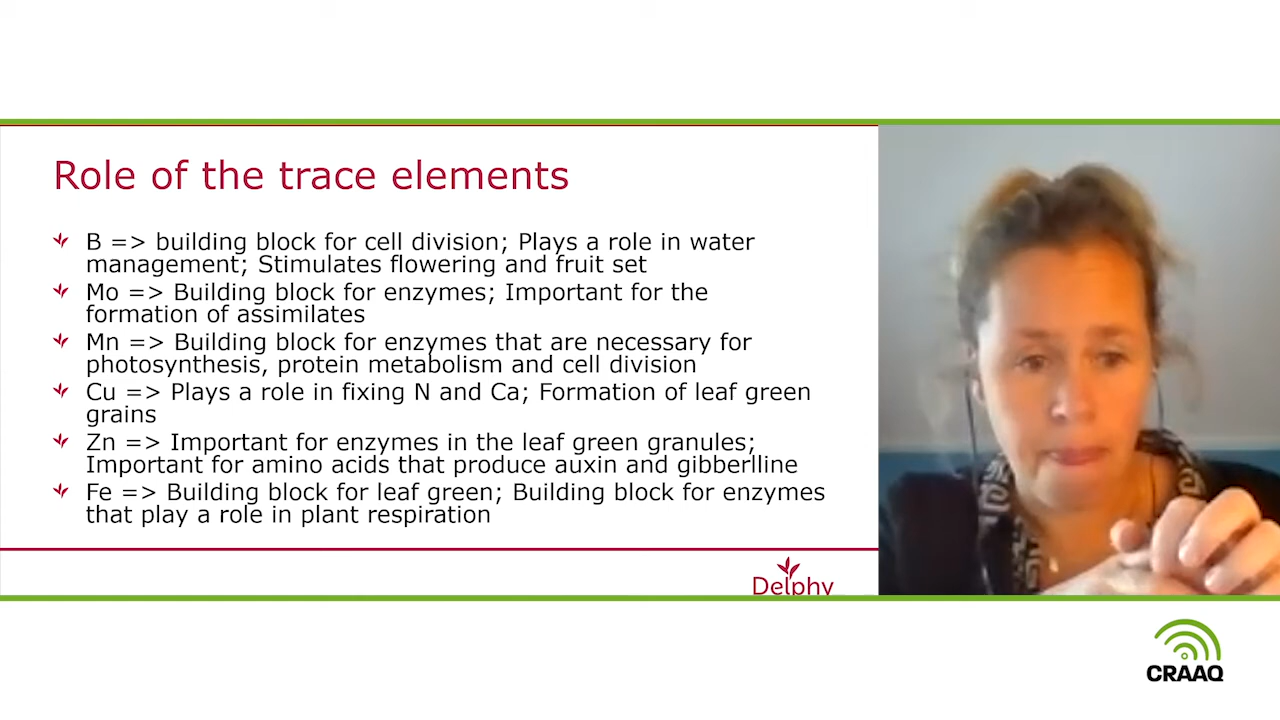 Role of the trace elements
B => building block for cell division; Plays a role in water
management; Stimulates flowering and fruit set
Mo => Building block for enzymes; Important for the
formation of assimilates
Mn => Building block for enzymes that are necessary for
photosynthesis, protein metabolism and cell division
Cu => Plays a role in fixing N and Ca; Formation of leaf green
grains
Zn => Important for enzymes in the leaf green granules;
Important for amino acids that produce auxin and gibberlline
Fe => Building block for leaf green; Building block for enzymes
that play a role in plant respiration
Delphy
CRAAQ